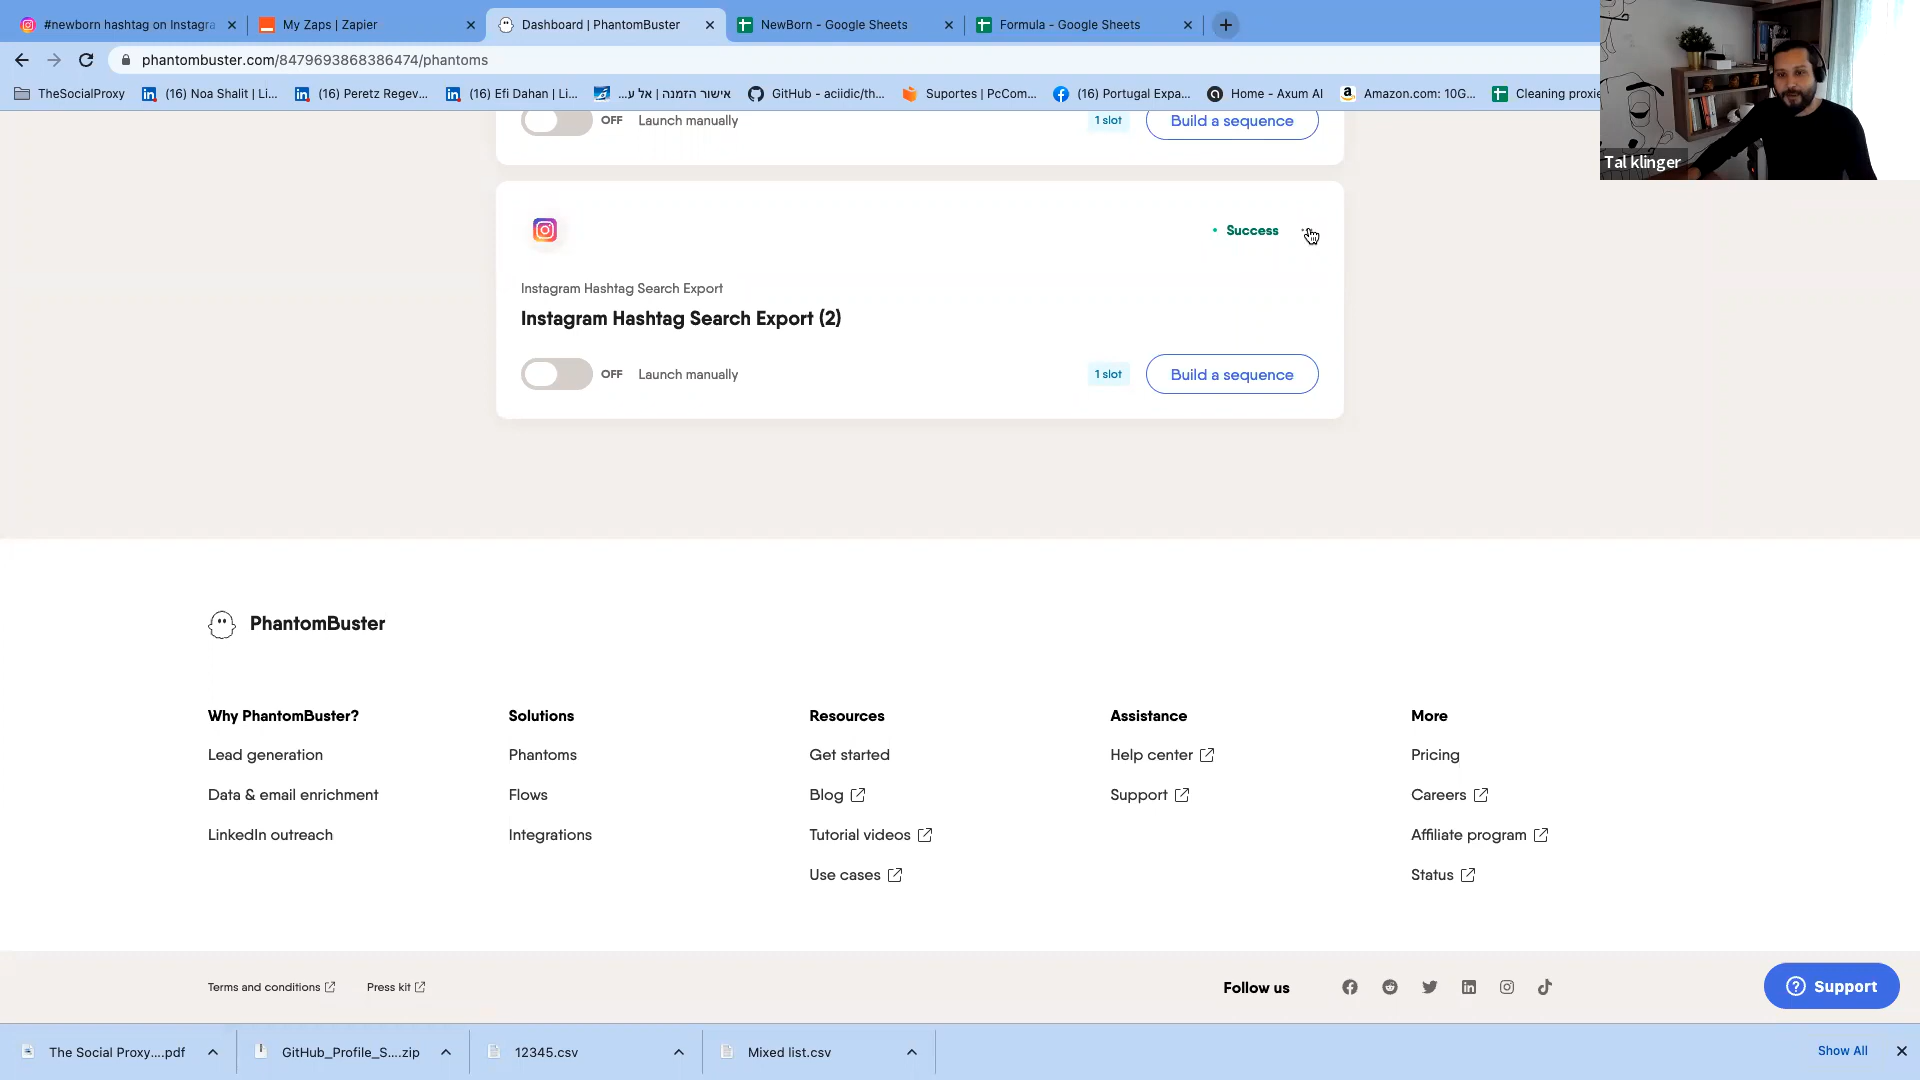 #newborn hashtag on Instagra
My Zaps | Zapier
Dashboard | PhantomBuster
NewBorn - Google Sheets
Formula - Google Sheets
phantombuster.com/8479693868386474/phantoms
TheSocialProxy
(16) Noa Shalit | Li...
(16) Peretz Regev...
(16) Efi Dahan | Li...
אישור הזמנה | אל ע...
GitHub - aciidic/th...
Suportes | PcCom...
(16) Portugal Expa...
Home - Axum AI
Amazon.com: 10G...
Cleaning proxie
Tal klinger
OFF
Launch manually
1 slot
Build a sequence
Success
Instagram Hashtag Search Export
Instagram Hashtag Search Export (2)
OFF
Launch manually
1 slot
Build a sequence
PhantomBuster
Why PhantomBuster?
Lead generation
Data & email enrichment
LinkedIn outreach
Solutions
Phantoms
Flows
Integrations
Resources
Get started
Blog
Tutorial videos
Use cases
Assistance
Help center
Support
More
Pricing
Careers
Affiliate program
Status
Terms and conditions
Press kit
Follow us
Support
The Social Proxy....pdf
GitHub_Profile_S....zip
12345.csv
Mixed list.csv
Show All